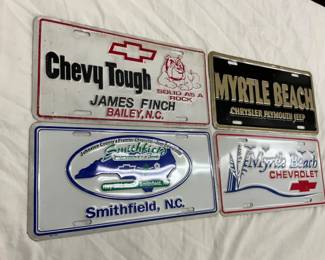 Chevy Tough
SOLID AS A
ROCK
JAMES FINCH
BAILEY, N.C.
MYRTLE BEACH
CHRYSLER PLYMOUTH JEEP
Smithfield
Smithfield, N.C.
Myrtle Beach
CHEVROLET